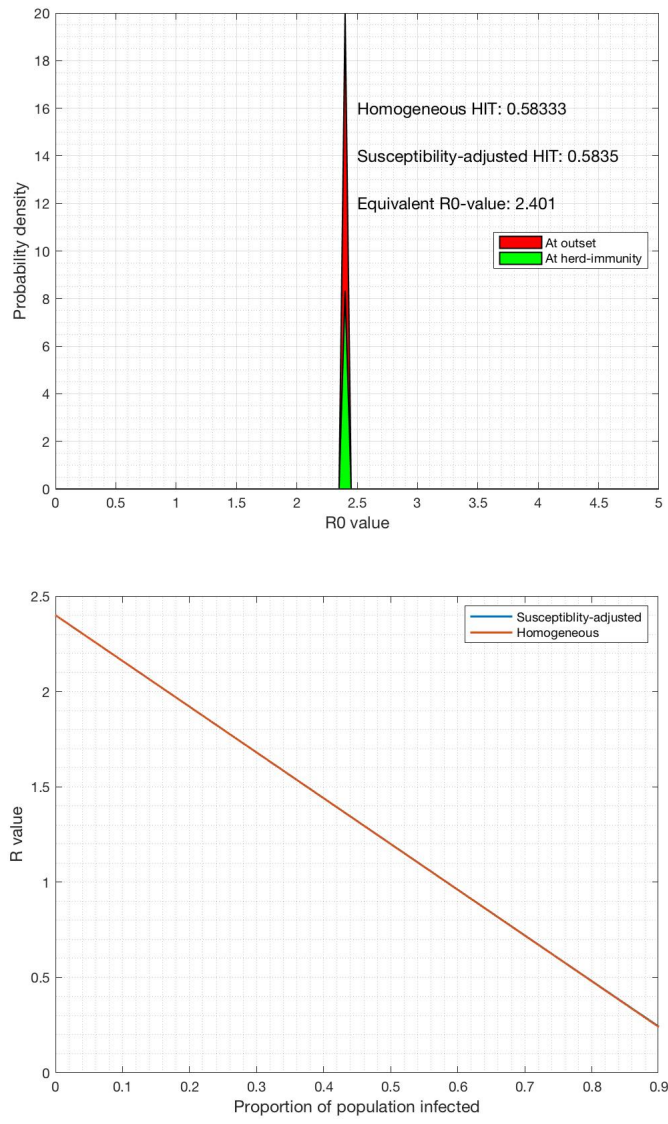 20
18
16
14
12
10
8
6
4
2
0
Probability density
Homogeneous HIT: 0.58333
Susceptibility-adjusted HIT: 0.5835
Equivalent R0-value: 2.401
At outset
At herd-immunity
0 0.5 1 1.5 2 2.5 3 3.5 4 4.5 5
R0 value
2.5
2
1.5
1
0.5
0
R value
Susceptiblity-adjusted
Homogeneous
0 0.1 0.2 0.3 0.4 0.5 0.6 0.7 0.8 0.9
Proportion of population infected